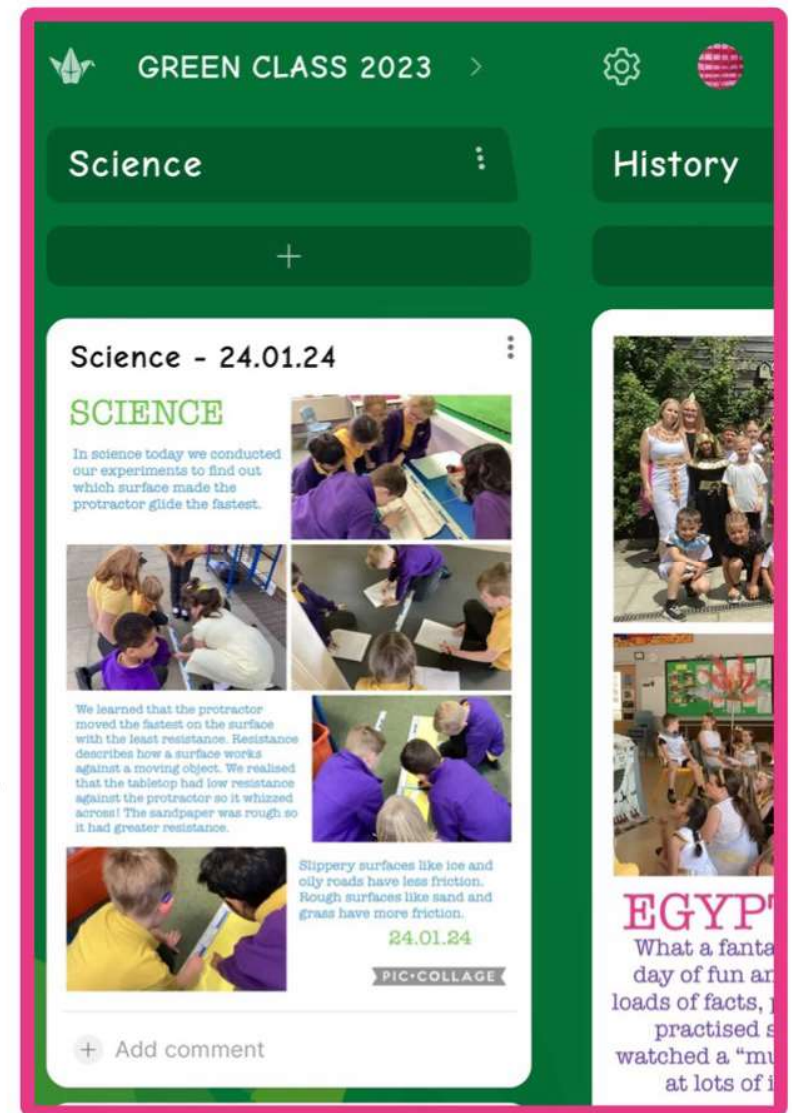 GREEN CLASS 2023 >
Science
History
+
Science - 24.01.24
SCIENCE
In science today we conducted
our experiments to find out
which surface made the
protractor glide the fastest.
We learned that the protractor
moved the fastest on the surface
with the least resistance. Resistance
describes how a surface works
against a moving object. We realised
that the tabletop had low resistance
against the protractor so it whizzed
across! The sandpaper was rough so
it had greater resistance.
Slippery surfaces like ice and
oily roads have less friction.
Rough surfaces like sand and
grass have more friction.
24.01.24
PIC•COLLAGE
+ Add comment
EGYPT
What a fanta
day of fun an
loads of facts, p
practised s
watched a "mu
at lots of i